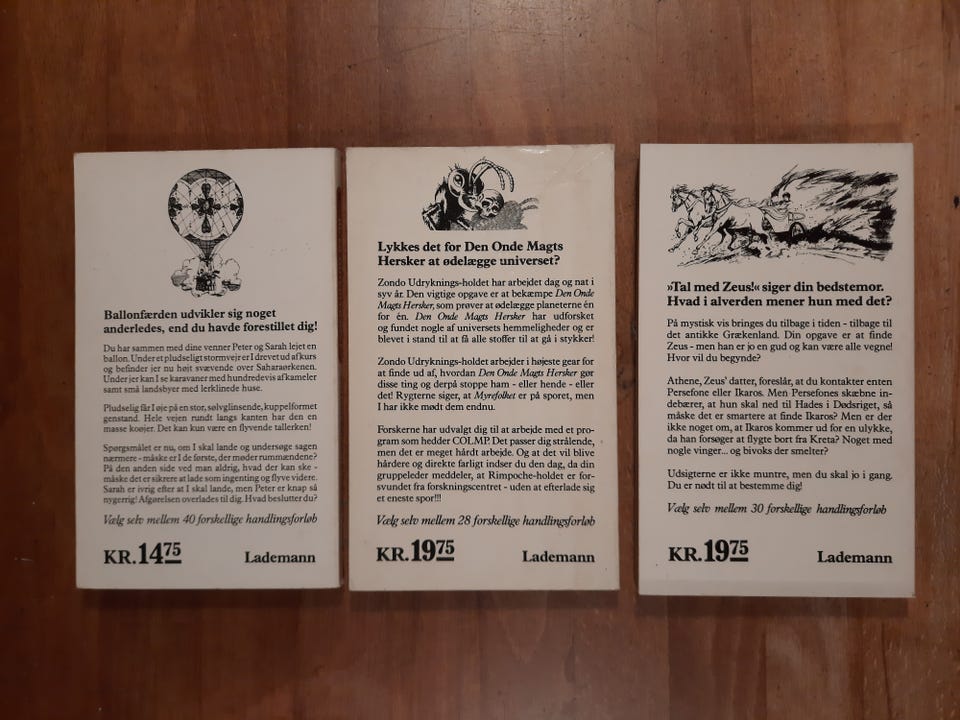 Ballonfærden udvikler sig noget
anderledes, end du havde forestillet dig!
Du har sammen med dine venner Peter og Sarah lejet en
ballon. Under et pludseligt stormvejr er I drevet ud af kurs
og befinder jer nu højt svævende over Saharaørkenen.
Under jer kan I se karavaner med hundredevis af kameler
samt små landsbyer med lerklinede huse.
Pludselig får I øje på en stor, sølvglinsende, kuppelformet
genstand. Hele vejen rundt langs kanten har den en
masse koøjer. Det kan kun være en flyvende tallerken!
Spørgsmålet er nu, om I skal lande og undersøge sagen
nærmere - måske er I de første, der møder rummændene?
På den anden side ved man aldrig, hvad der kan ske -
måske det er sikrere at lade som ingenting og flyve videre.
Sarah er ivrig efter at I skal lande, men Peter er knap så
nygerrig! Afgørelsen overlades til dig. Hvad beslutter du?
Vælg selv mellem 40 forskellige handlingsforløb
KR. 14 75
Lademann
Lykkes det for Den Onde Magts
Hersker at ødelægge universet?
Zondo Udryknings-holdet har arbejdet dag og nat i
syv år. Den vigtige opgave er at bekæmpe Den Onde
Magts Hersker, som prøver at ødelægge planeterne én
for én. Den Onde Magts Hersker har udforsket
og fundet nogle af universets hemmeligheder og er
blevet i stand til at få alle stoffer til at gå i stykker!
Zondo Udryknings-holdet arbejder i højeste gear for
at finde ud af, hvordan Den Onde Magts Hersker gør
disse ting og derpå stoppe ham - eller hende - eller
det! Rygterne siger, at Myrefolket er på sporet, men
I har ikke mødt dem endnu.
Forskerne har udvalgt dig til at arbejde med et pro-
gram som hedder COLMP. Det passer dig strålende,
men det er meget hårdt arbejde. Og at det vil blive
hårdere og direkte farligt indser du den dag, da din
gruppeleder meddeler, at Rimpoche-holdet er for-
svundet fra forskningscentret - uden at efterlade sig
et eneste spor!!!
Vælg selv mellem 28 forskellige handlingsforløb
KR. 19 75
Lademann
»Tal med Zeus!« siger din bedstemor.
Hvad i alverden mener hun med det?
På mystisk vis bringes du tilbage i tiden - tilbage til
det antikke Grækenland. Din opgave er at finde
Zeus - men han er jo en gud og kan være alle vegne!
Hvor vil du begynde?
Athene, Zeus' datter, foreslår, at du kontakter enten
Persefone eller Ikaros. Men Persefones skæbne in-
debærer, at hun skal ned til Hades i Dødsriget, så
måske det er smartere at finde Ikaros? Men er der
ikke noget om, at Ikaros kommer ud for en ulykke,
da han forsøger at flygte bort fra Kreta? Noget med
nogle vinger... og bivoks der smelter?
Udsigterne er ikke muntre, men du skal jo i gang.
Du er nødt til at bestemme dig!
Vælg selv mellem 30 forskellige handlingsforløb
KR. 19 75
Lademann